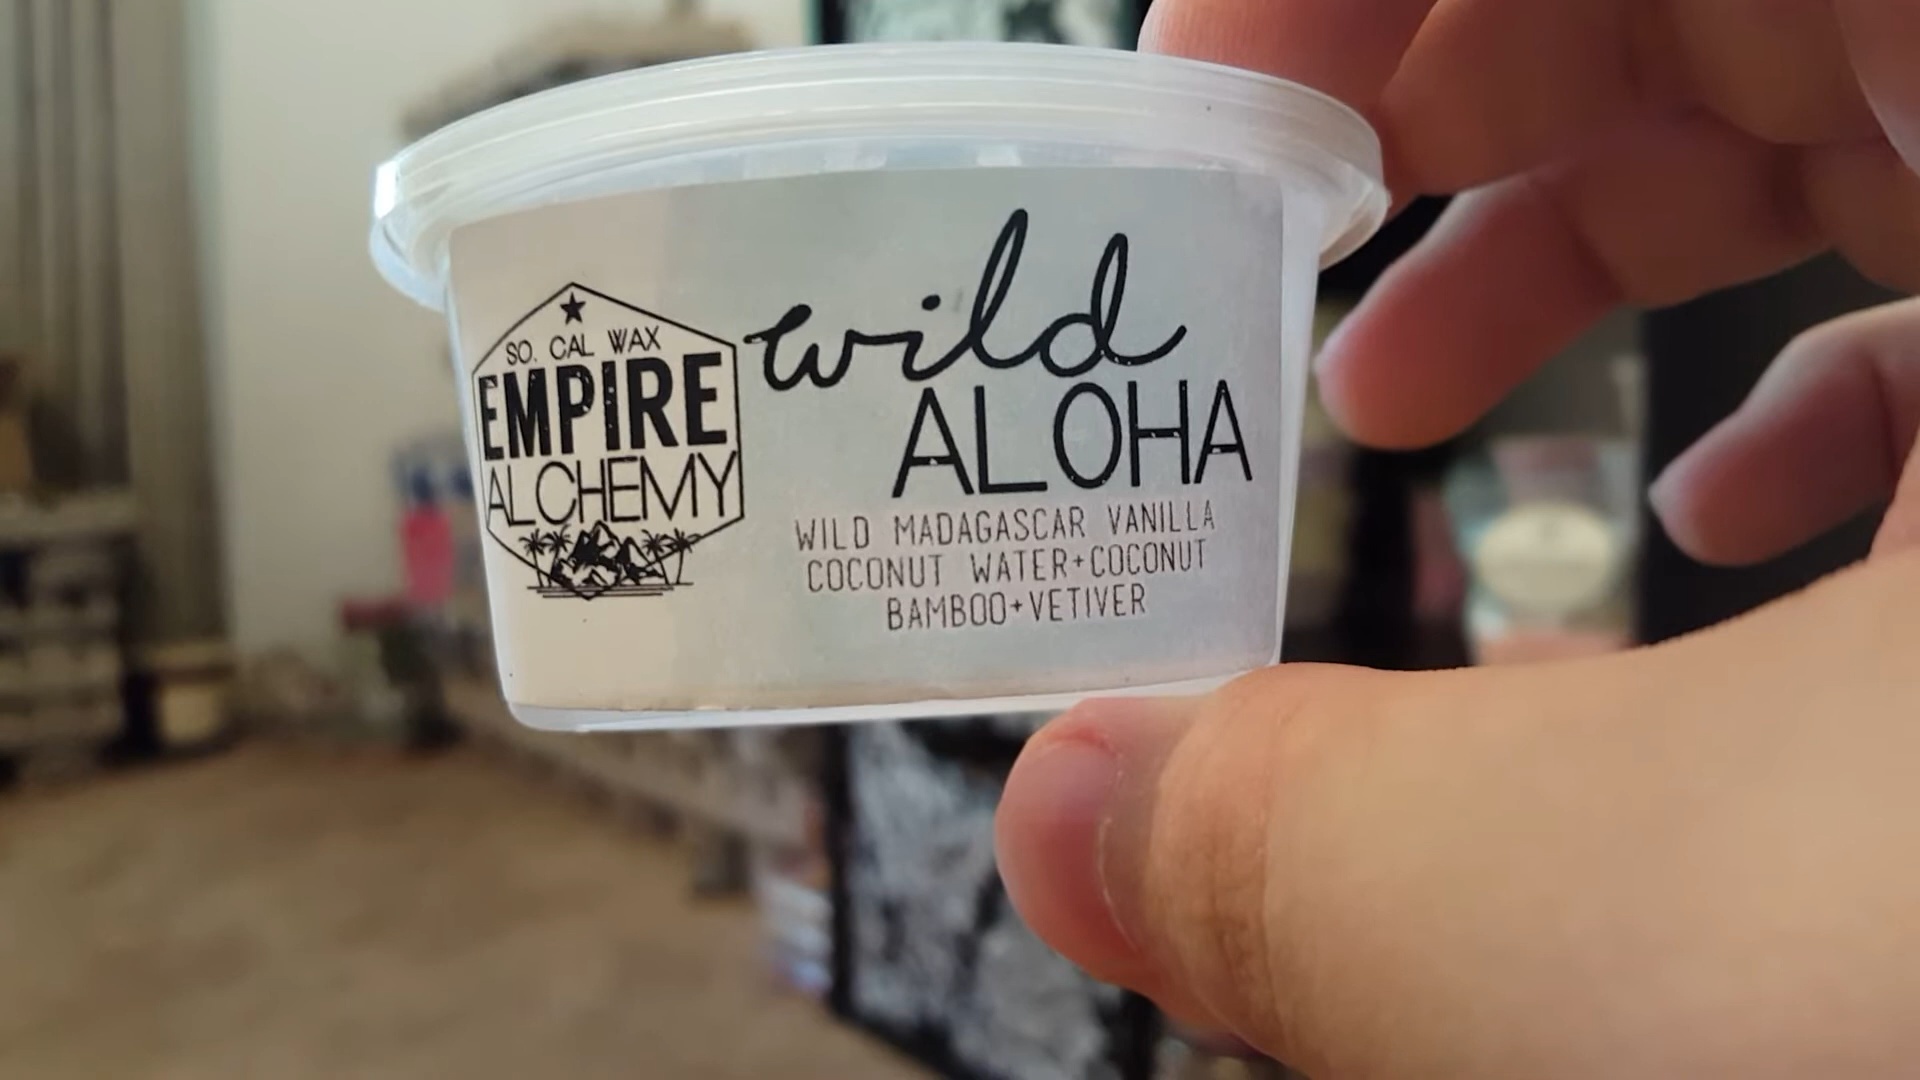 SO. CAL WAX
EMPIRE
ALCHEMY
wild
ALOHA
WILD MADAGASCAR VANILLA
COCONUT WATER+COCONUT
BAMBOO+VETIVER